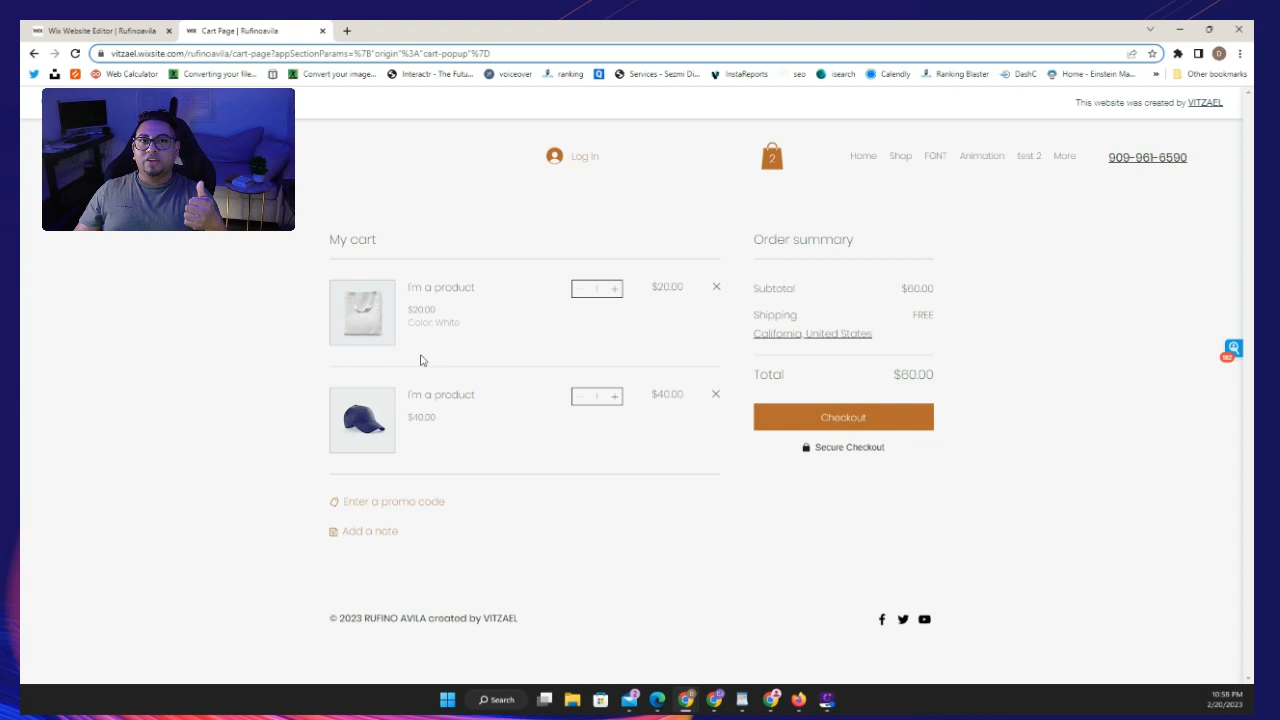 Wix Website Editor | Rufinoavila
Cart Page | Rufinoavila
vitzael.wixsite.com/rufinoavila/cart-page?appSectionParams=%7B"origin"%3A"cart-popup"%7D
Web Calculator
Converting your file...
Convert your image...
Interactr - The Futu...
voiceover
ranking
Services - Sezmi Di...
InstaReports
seo
isearch
Calendly
Ranking Blaster
DashC
Home - Einstein Ma...
»
Other bookmarks
This website was created by VITZAEL
Log In
2
Home
Shop
FONT
Animation
test 2
More
909-961-6590
My cart
Order summary
I'm a product
$20.00
Color: White
- 1 +
$20.00
Subtotal $60.00
Shipping FREE
California, United States
Total $60.00
I'm a product
$40.00
- 1 +
$40.00
Checkout
Secure Checkout
Enter a promo code
Add a note
© 2023 RUFINO AVILA created by VITZAEL
182
Search
10:58 PM
2/20/2023